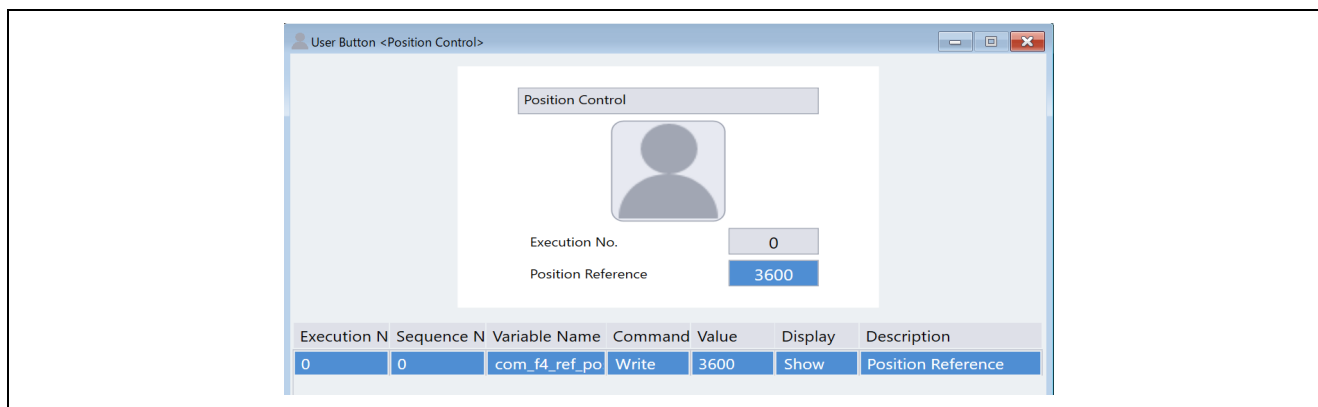 User Button <Position Control>
Position Control
Execution No. 0
Position Reference 3600
Execution N Sequence N Variable Name Command Value Display Description
0 0 com_f4_ref_po Write 3600 Show Position Reference